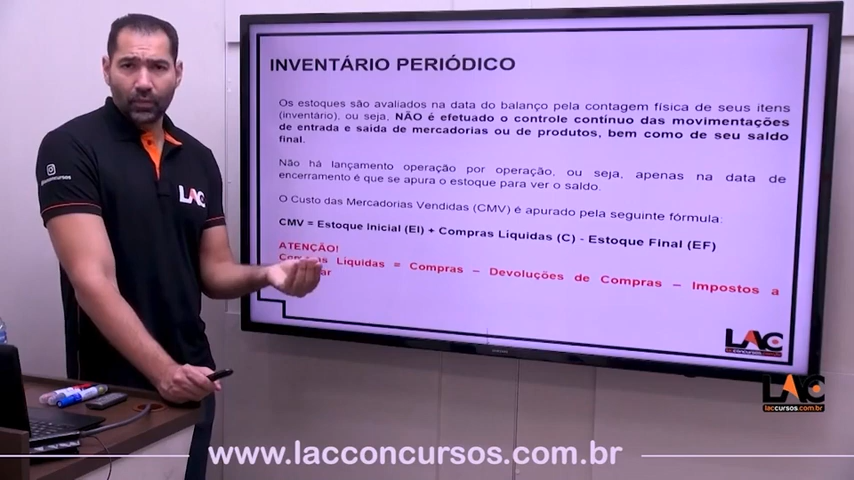 INVENTÁRIO PERIÓDICO
Os estoques são avaliados na data do balanço pela contagem física de seus itens
(inventário), ou seja, NÃO é efetuado o controle contínuo das movimentações
de entrada e saída de mercadorias ou de produtos, bem como de seu saldo
final.
Não há lançamento operação por operação, ou seja, apenas na data de
encerramento é que se apura o estoque para ver o saldo.
O Custo das Mercadorias Vendidas (CMV) é apurado pela seguinte fórmula:
CMV = Estoque Inicial (EI) + Compras Líquidas (C) - Estoque Final (EF)
ATENÇÃO!
Líquidas = Compras – Devoluções de Compras – Impostos a
LAC
LAC
LAC
laccursos.com.br
www.lacconcursos.com.br